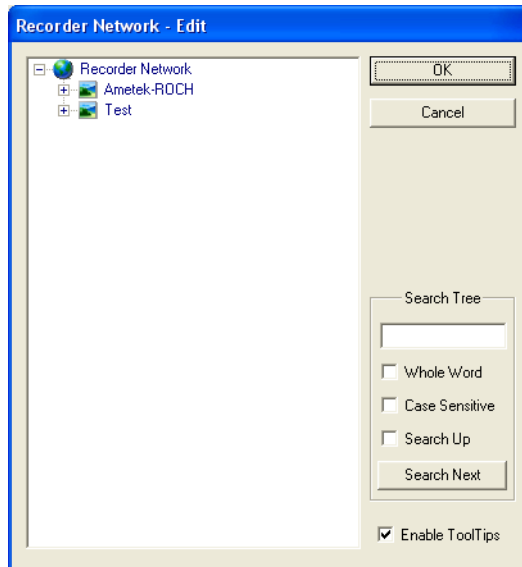 Recorder Network - Edit
Recorder Network
Ametek-ROCH
Test
OK
Cancel
Search Tree
Whole Word
Case Sensitive
Search Up
Search Next
Enable ToolTips